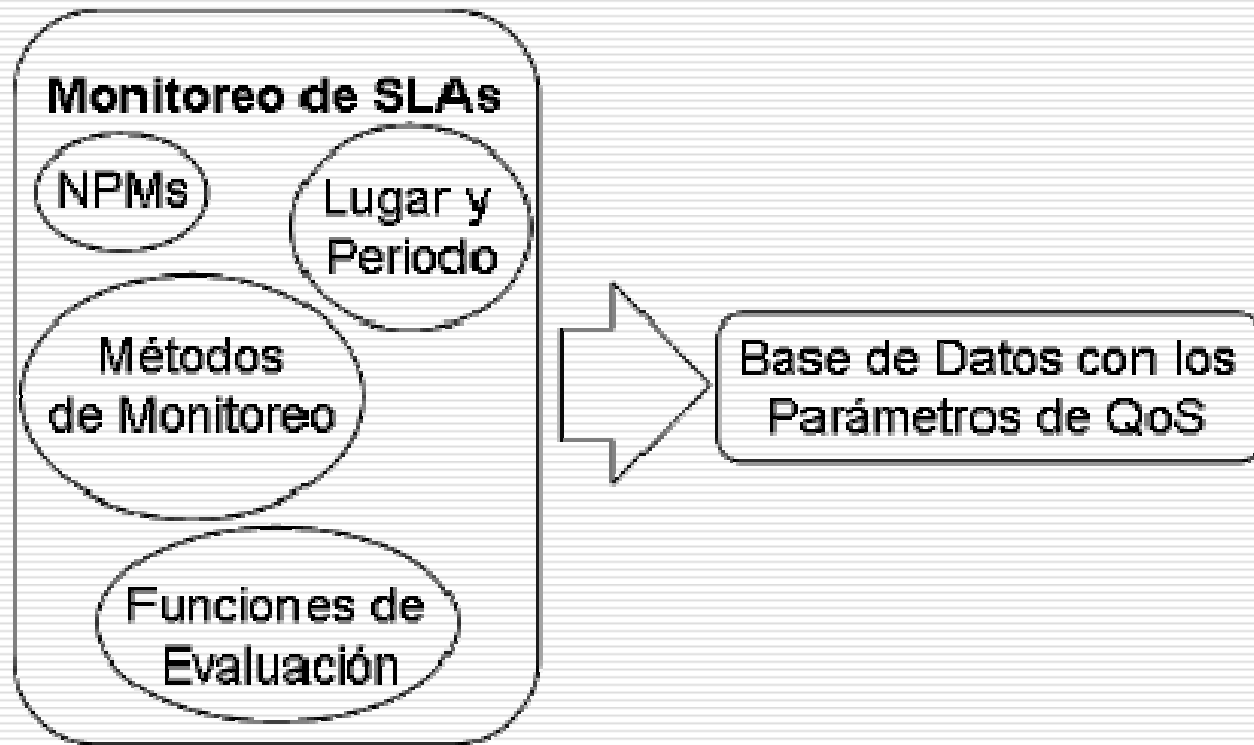 Monitoreo de SLAs
NPMs
Lugar y
Periodo
Métodos
de Monitoreo
Funciones de
Evaluación
Base de Datos con los
Parámetros de QoS